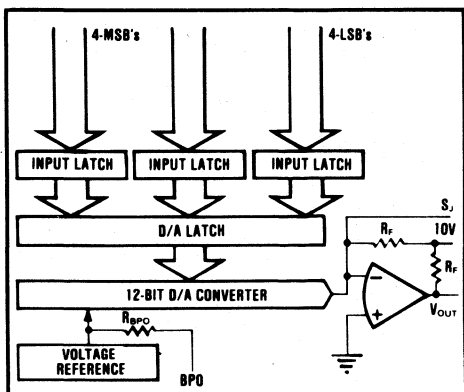 4-MSB's
4-LSB's
INPUT LATCH
INPUT LATCH
INPUT LATCH
D/A LATCH
SJ
10V
RF
RF
12-BIT D/A CONVERTER
VOUT
RBPO
VOLTAGE
REFERENCE
BPO